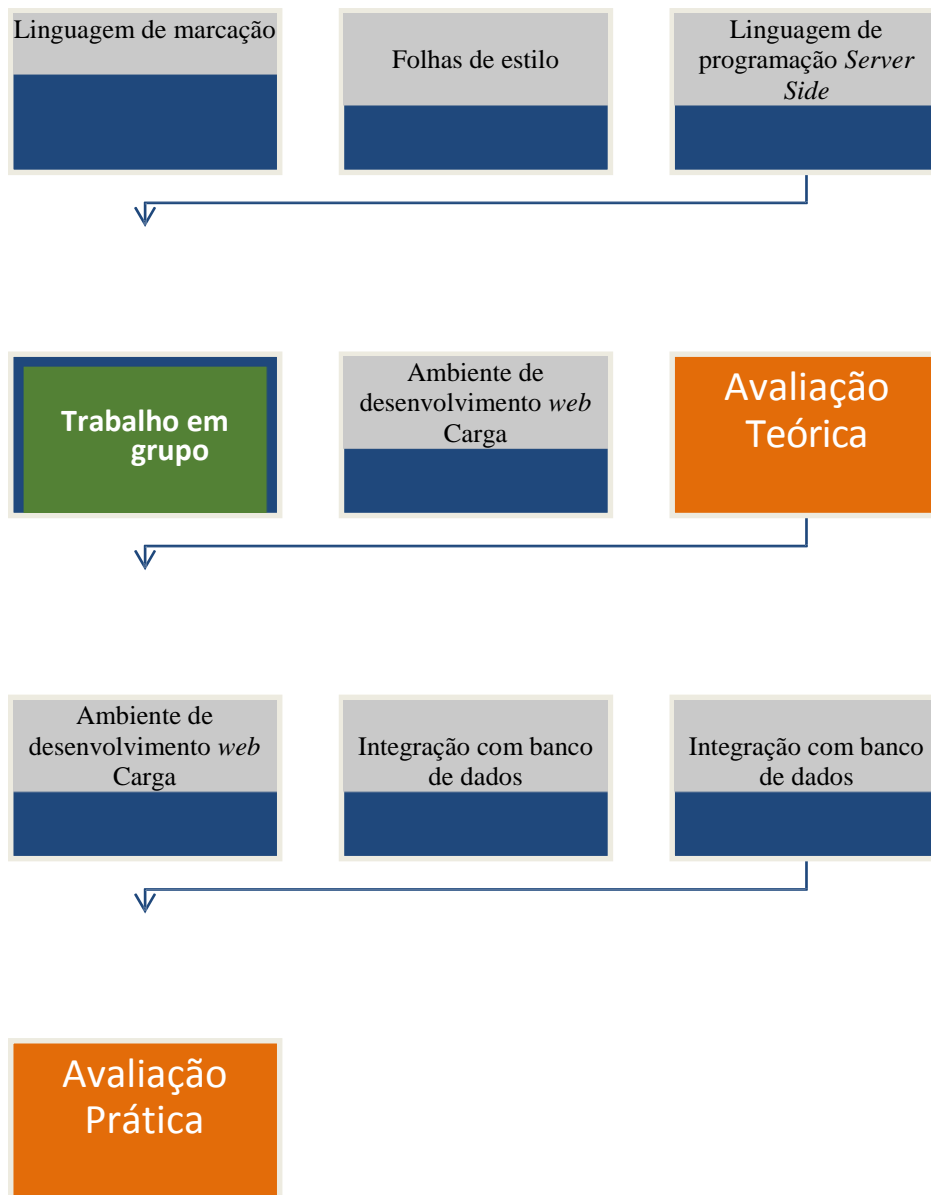 Linguagem de marcação
Folhas de estilo
Linguagem de
programação Server
Side
Trabalho em
grupo
Ambiente de
desenvolvimento web
Carga
Avaliação
Teórica
Ambiente de
desenvolvimento web
Carga
Integração com banco
de dados
Integração com banco
de dados
Avaliação
Prática